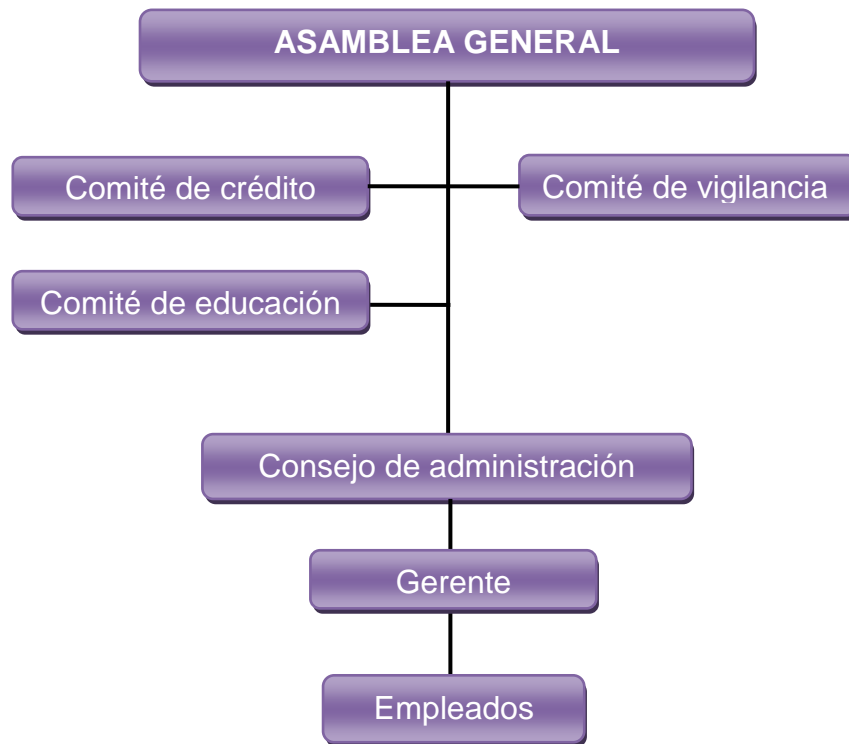 ASAMBLEA GENERAL
Comité de crédito
Comité de vigilancia
Comité de educación
Consejo de administración
Gerente
Empleados